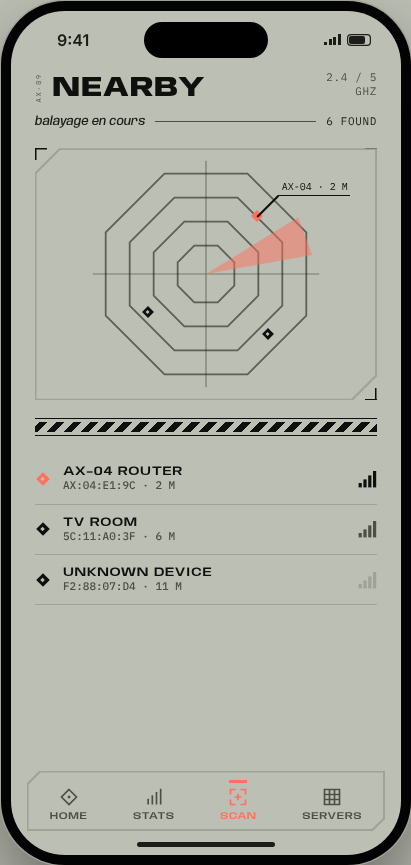 9:41
AX-09
NEARBY
2.4 / 5
GHZ
balayage en cours
6 FOUND
AX-04 · 2 M
AX-04 ROUTER
AX:04:E1:9C · 2 M
TV ROOM
5C:11:A0:3F · 6 M
UNKNOWN DEVICE
F2:88:07:D4 · 11 M
HOME
STATS
SCAN
SERVERS